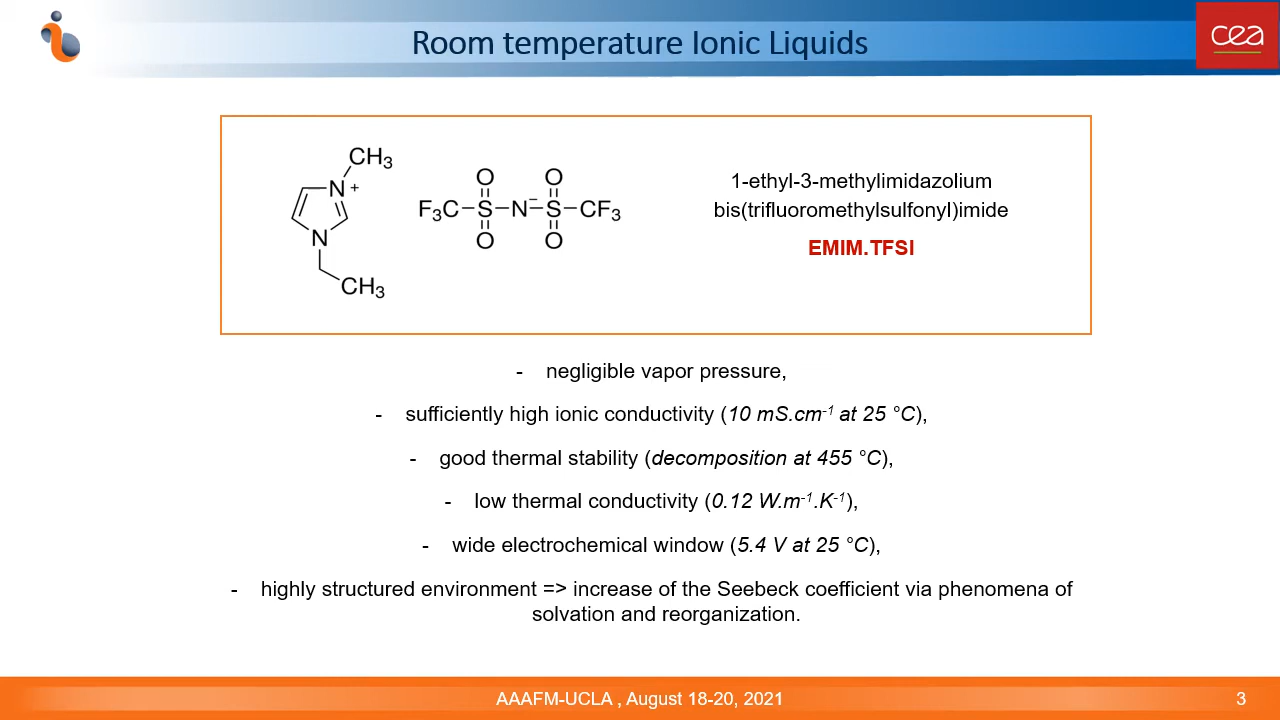 Room temperature Ionic Liquids
cea
CH3
N+
N
CH3
O O
F3C-S-N⁻-S-CF3
O O
1-ethyl-3-methylimidazolium
bis(trifluoromethylsulfonyl)imide
EMIM.TFSI
- negligible vapor pressure,
- sufficiently high ionic conductivity (10 mS.cm⁻¹ at 25 °C),
- good thermal stability (decomposition at 455 °C),
- low thermal conductivity (0.12 W.m⁻¹.K⁻¹),
- wide electrochemical window (5.4 V at 25 °C),
- highly structured environment => increase of the Seebeck coefficient via phenomena of
solvation and reorganization.
AAAFM-UCLA , August 18-20, 2021
3